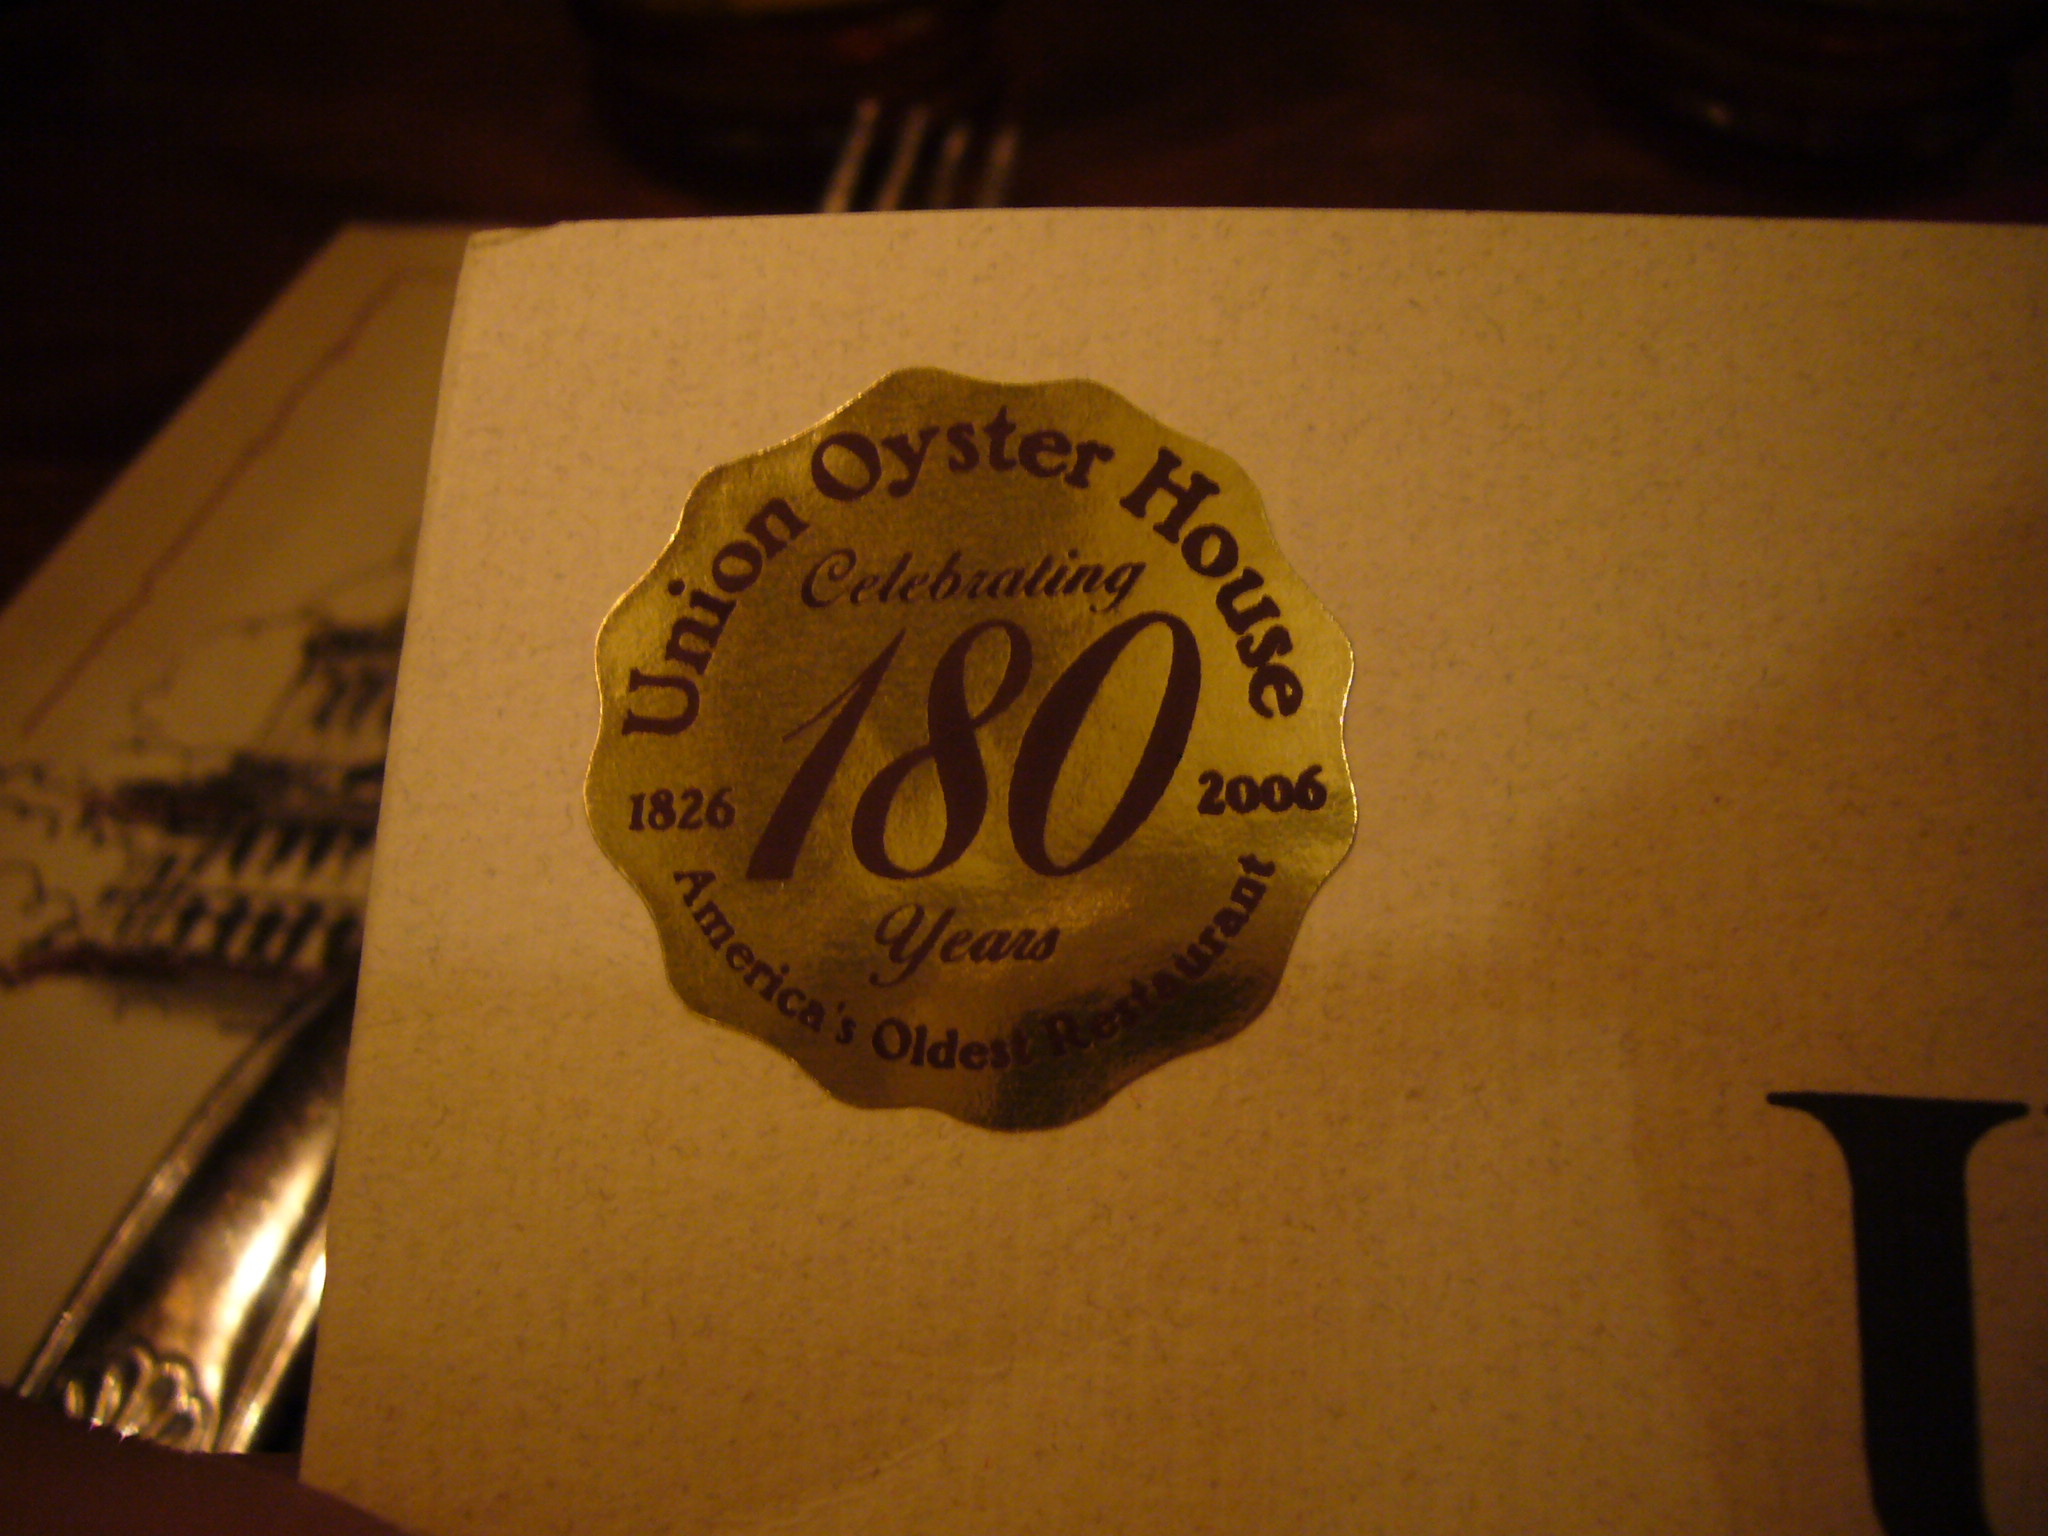 Union Oyster House
Celebrating
180
1826
2006
Years
America's Oldest Restaurant